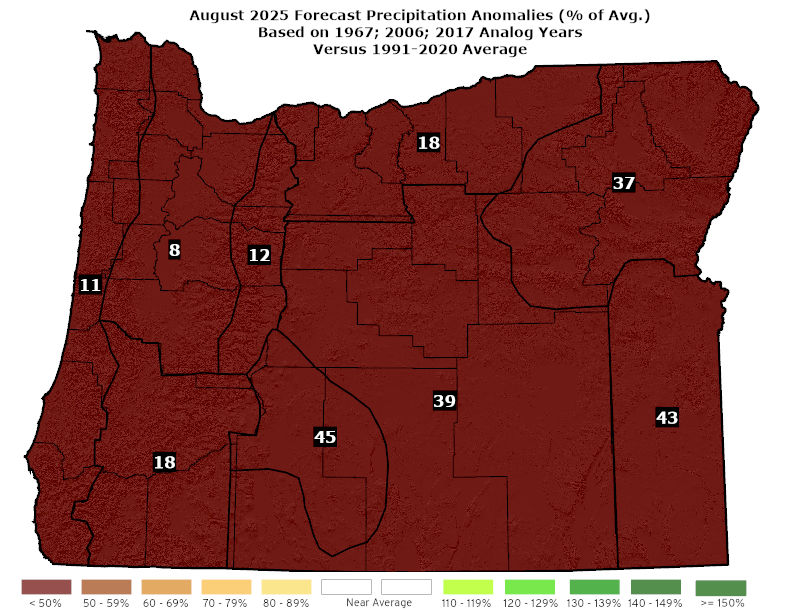 August 2025 Forecast Precipitation Anomalies (% of Avg.)
Based on 1967; 2006; 2017 Analog Years
Versus 1991-2020 Average
18
37
8
12
11
39
43
45
18
< 50% 50 - 59% 60 - 69% 70 - 79% 80 - 89% Near Average 110 - 119% 120 - 129% 130 - 139% 140 - 149% >= 150%